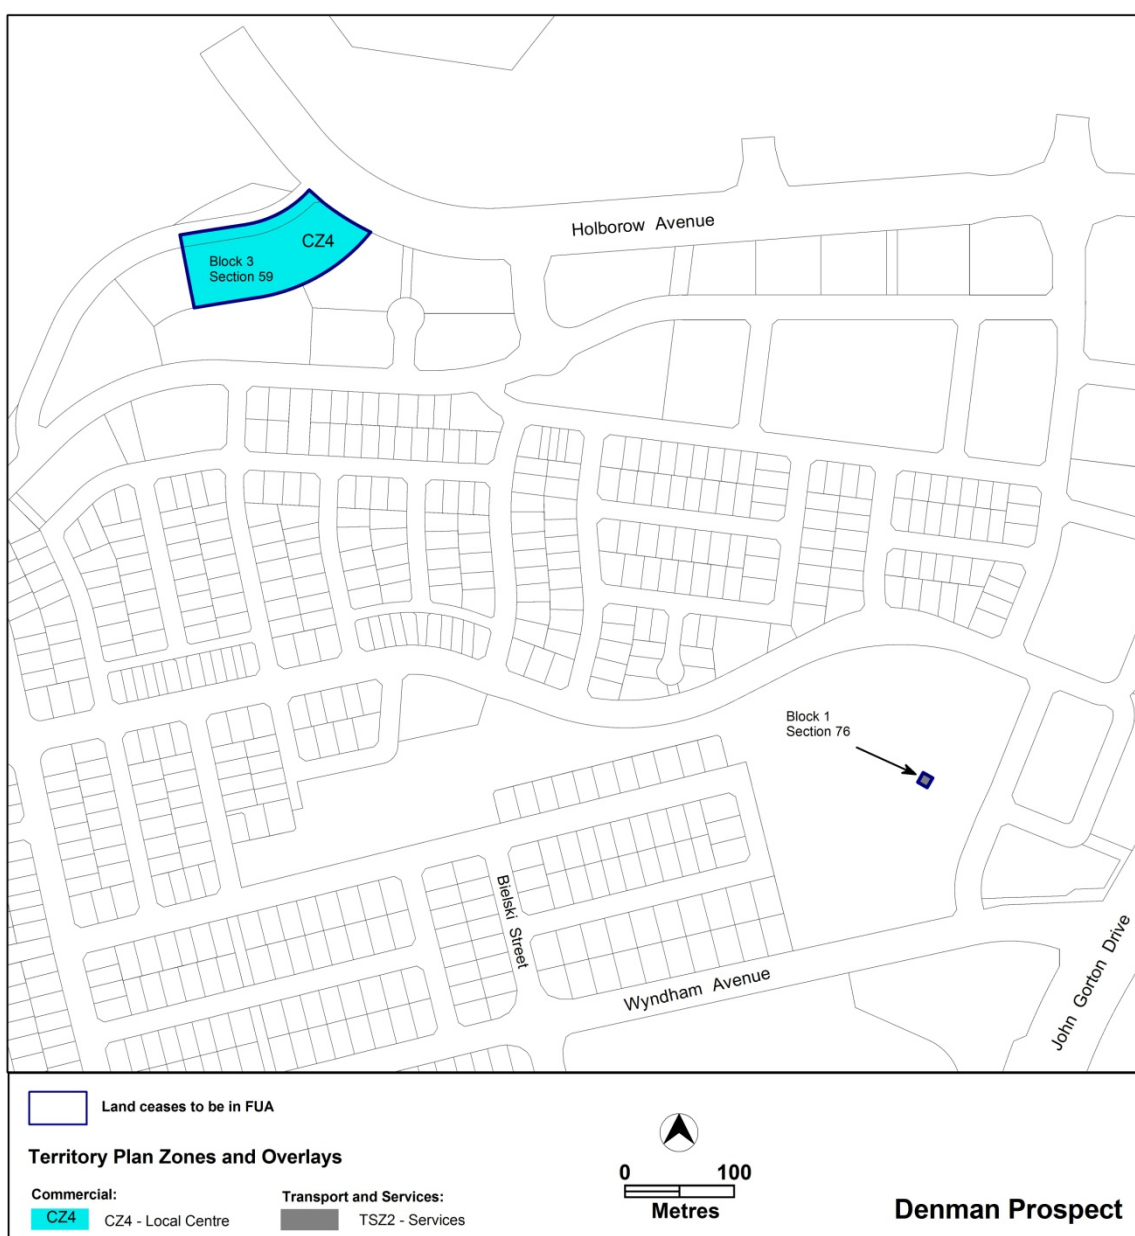 Holborow Avenue
CZ4
Block 3
Section 59
Block 1
Section 76
Bielski Street
Wyndham Avenue
John Gorton Drive
Land ceases to be in FUA
Territory Plan Zones and Overlays
Commercial:
CZ4 CZ4 - Local Centre
Transport and Services:
TSZ2 - Services
0 100
Metres
Denman Prospect